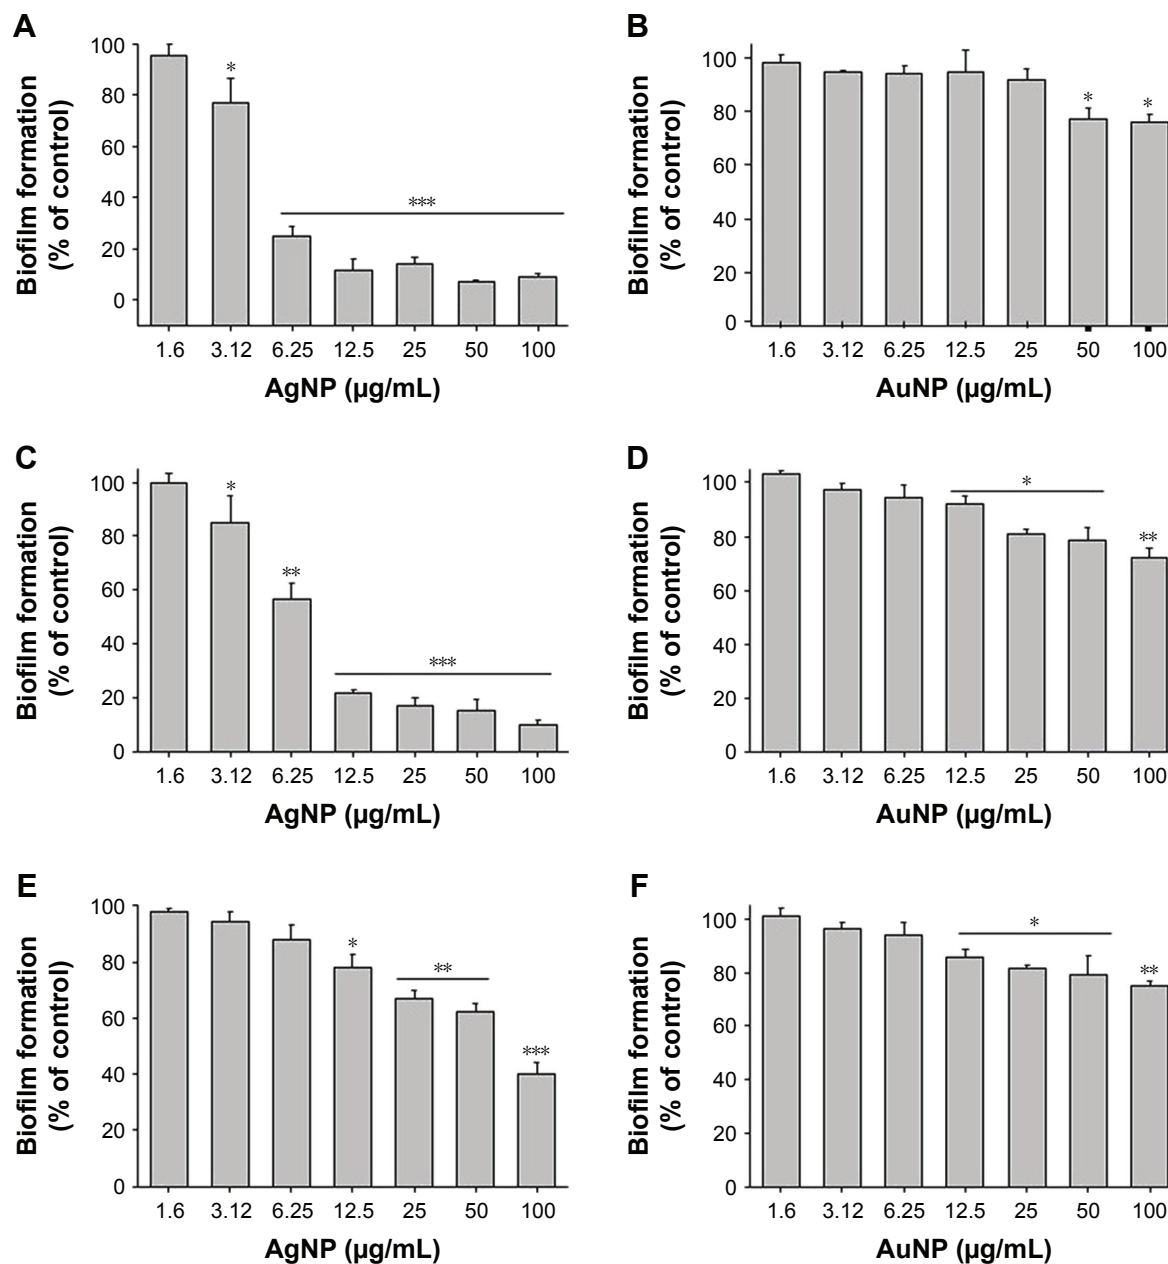 A
Biofilm formation
(% of control)
100
80
60
40
20
0
*
***
1.6 3.12 6.25 12.5 25 50 100
AgNP (µg/mL)
B
Biofilm formation
(% of control)
100
80
60
40
20
0
*
*
1.6 3.12 6.25 12.5 25 50 100
AuNP (µg/mL)
C
Biofilm formation
(% of control)
100
80
60
40
20
0
*
**
***
1.6 3.12 6.25 12.5 25 50 100
AgNP (µg/mL)
D
Biofilm formation
(% of control)
100
80
60
40
20
0
*
**
1.6 3.12 6.25 12.5 25 50 100
AuNP (µg/mL)
E
Biofilm formation
(% of control)
100
80
60
40
20
0
*
**
***
1.6 3.12 6.25 12.5 25 50 100
AgNP (µg/mL)
F
Biofilm formation
(% of control)
100
80
60
40
20
0
*
**
1.6 3.12 6.25 12.5 25 50 100
AuNP (µg/mL)